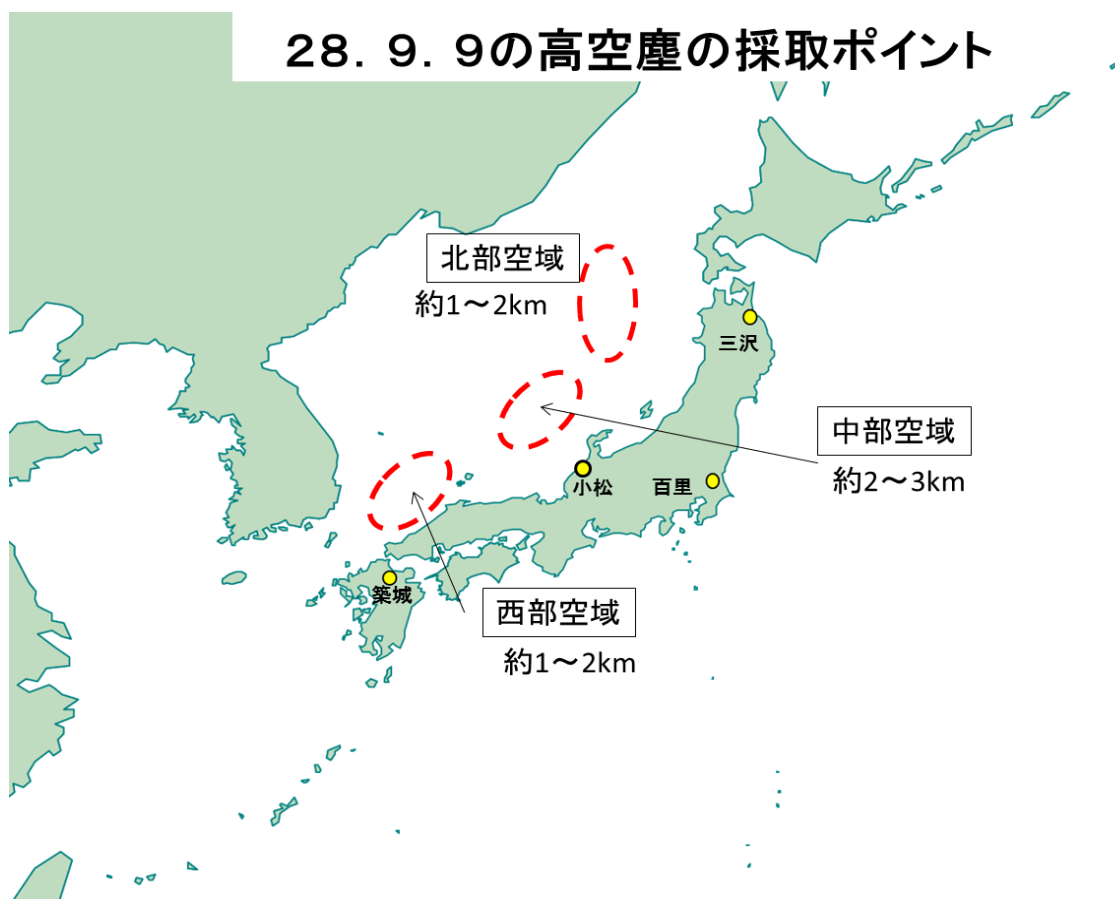 28．9．9の高空塵の採取ポイント
北部空域
約1～2km
三沢
中部空域
約2～3km
小松
百里
築城
西部空域
約1～2km